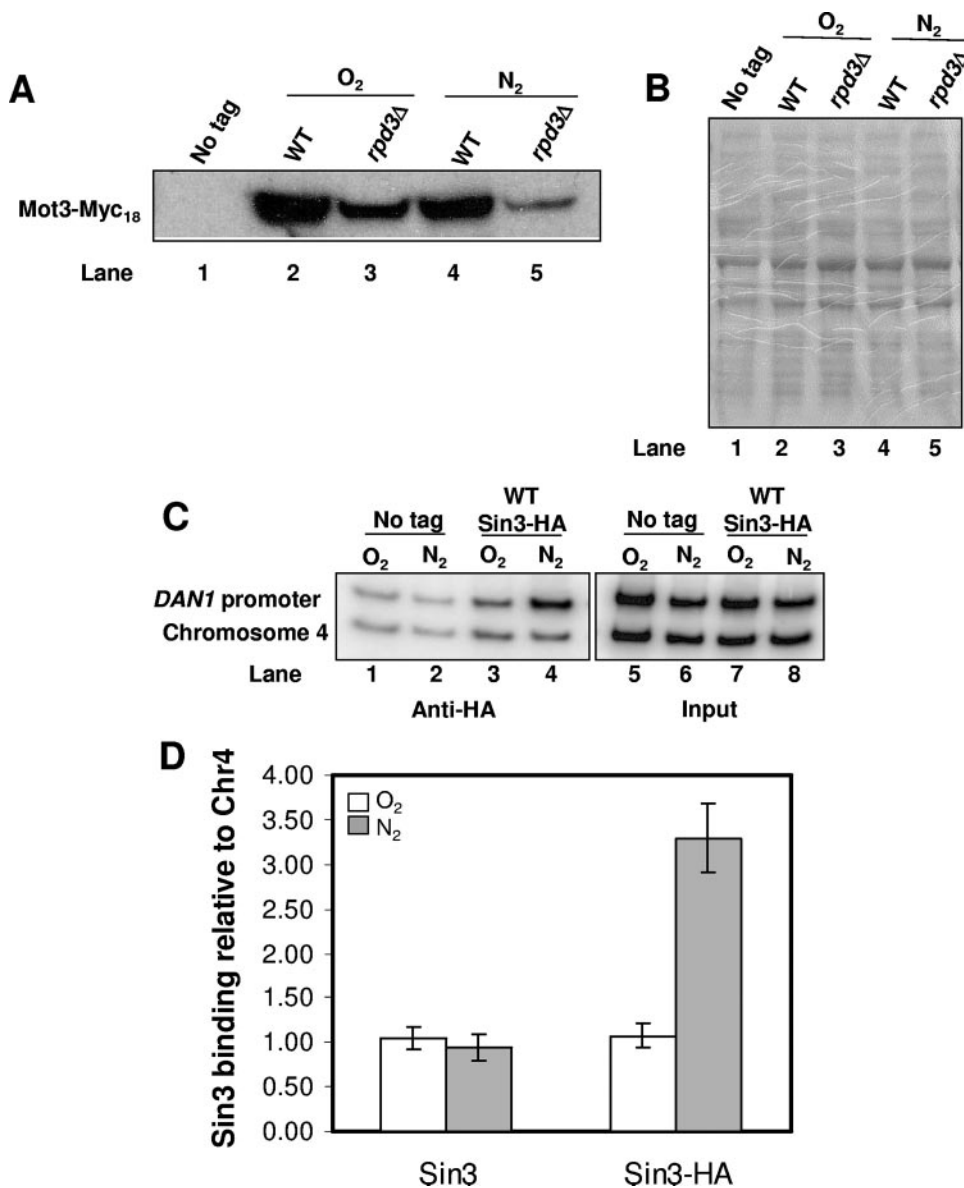 A
O2
N2
No tag
WT
rpd3Δ
WT
rpd3Δ
Mot3-Myc18
Lane 1 2 3 4 5
B
O2
N2
No tag
WT
rpd3Δ
WT
rpd3Δ
Lane 1 2 3 4 5
C
No tag
WT
Sin3-HA
No tag
WT
Sin3-HA
O2 N2 O2 N2
O2 N2 O2 N2
DAN1 promoter
Chromosome 4
Lane 1 2 3 4 5 6 7 8
Anti-HA
Input
D
Sin3 binding relative to Chr4
4.00
3.50
3.00
2.50
2.00
1.50
1.00
0.50
0.00
O2
N2
Sin3
Sin3-HA